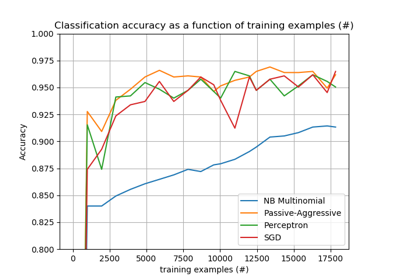 Classification accuracy as a function of training examples (#)
1.000
0.975
0.950
0.925
0.900
0.875
0.850
0.825
0.800
Accuracy
0 2500 5000 7500 10000 12500 15000 17500
training examples (#)
NB Multinomial
Passive-Aggressive
Perceptron
SGD